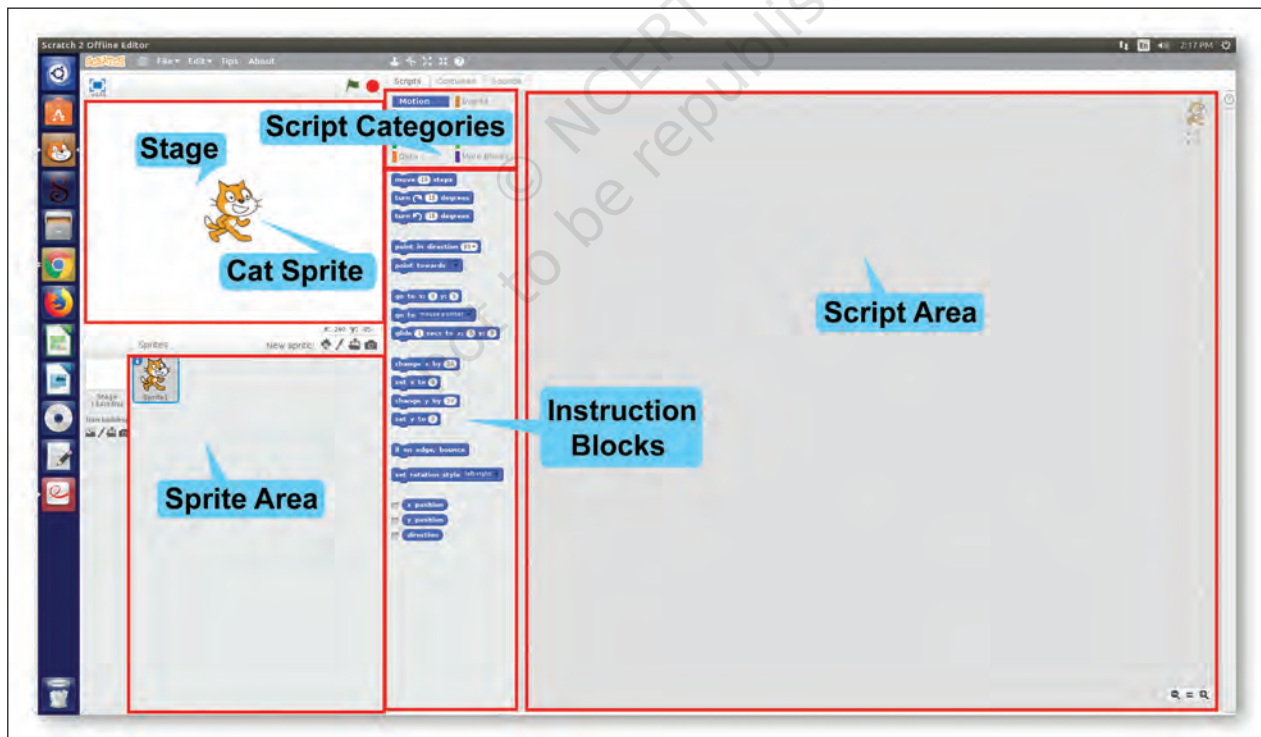 Scratch 2 Offline Editor
En 2:17 PM
SCRATCH File Edit Tips About
Scripts Costumes Sounds
Motion Events
Script Categories
Data More Blocks
Stage
Cat Sprite
move 10 steps
turn 15 degrees
turn 15 degrees
point in direction
point towards
go to x: 0 y: 0
go to mouse-pointer
glide 1 secs to x: 0 y: 0
change x by 10
set x to 0
change y by 10
set y to 0
if on edge, bounce
set rotation style left-right
x position
y position
direction
Instruction
Blocks
Script Area
Sprites New sprite:
Stage
Sprite1
Sprite Area
© NCERT
not to be republis